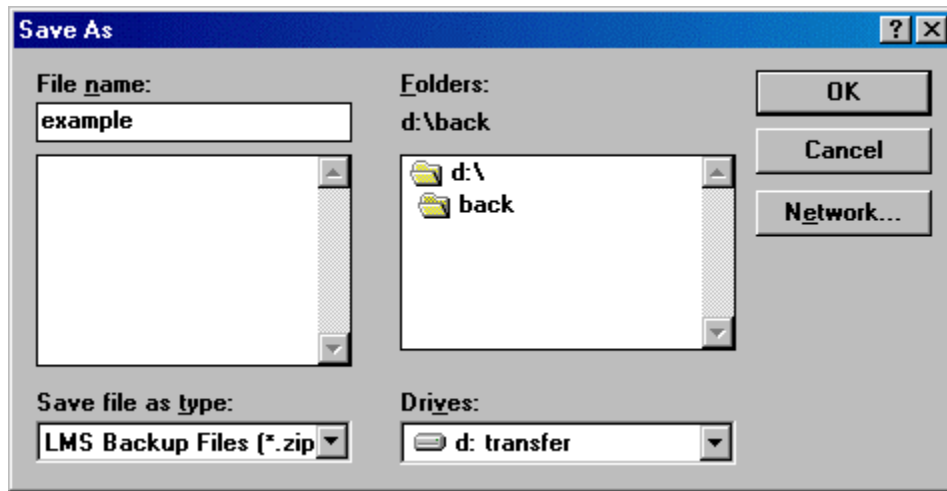 Save As
File name:
example
Folders:
d:\back
d:\
back
OK
Cancel
Network...
Save file as type:
LMS Backup Files (*.zip
Drives:
d: transfer